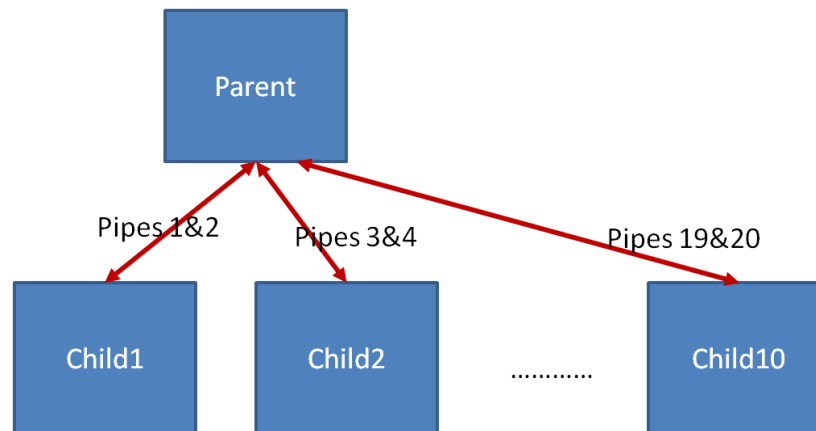 Parent
Pipes 1&2
Pipes 3&4
Pipes 19&20
Child1
Child2
............
Child10